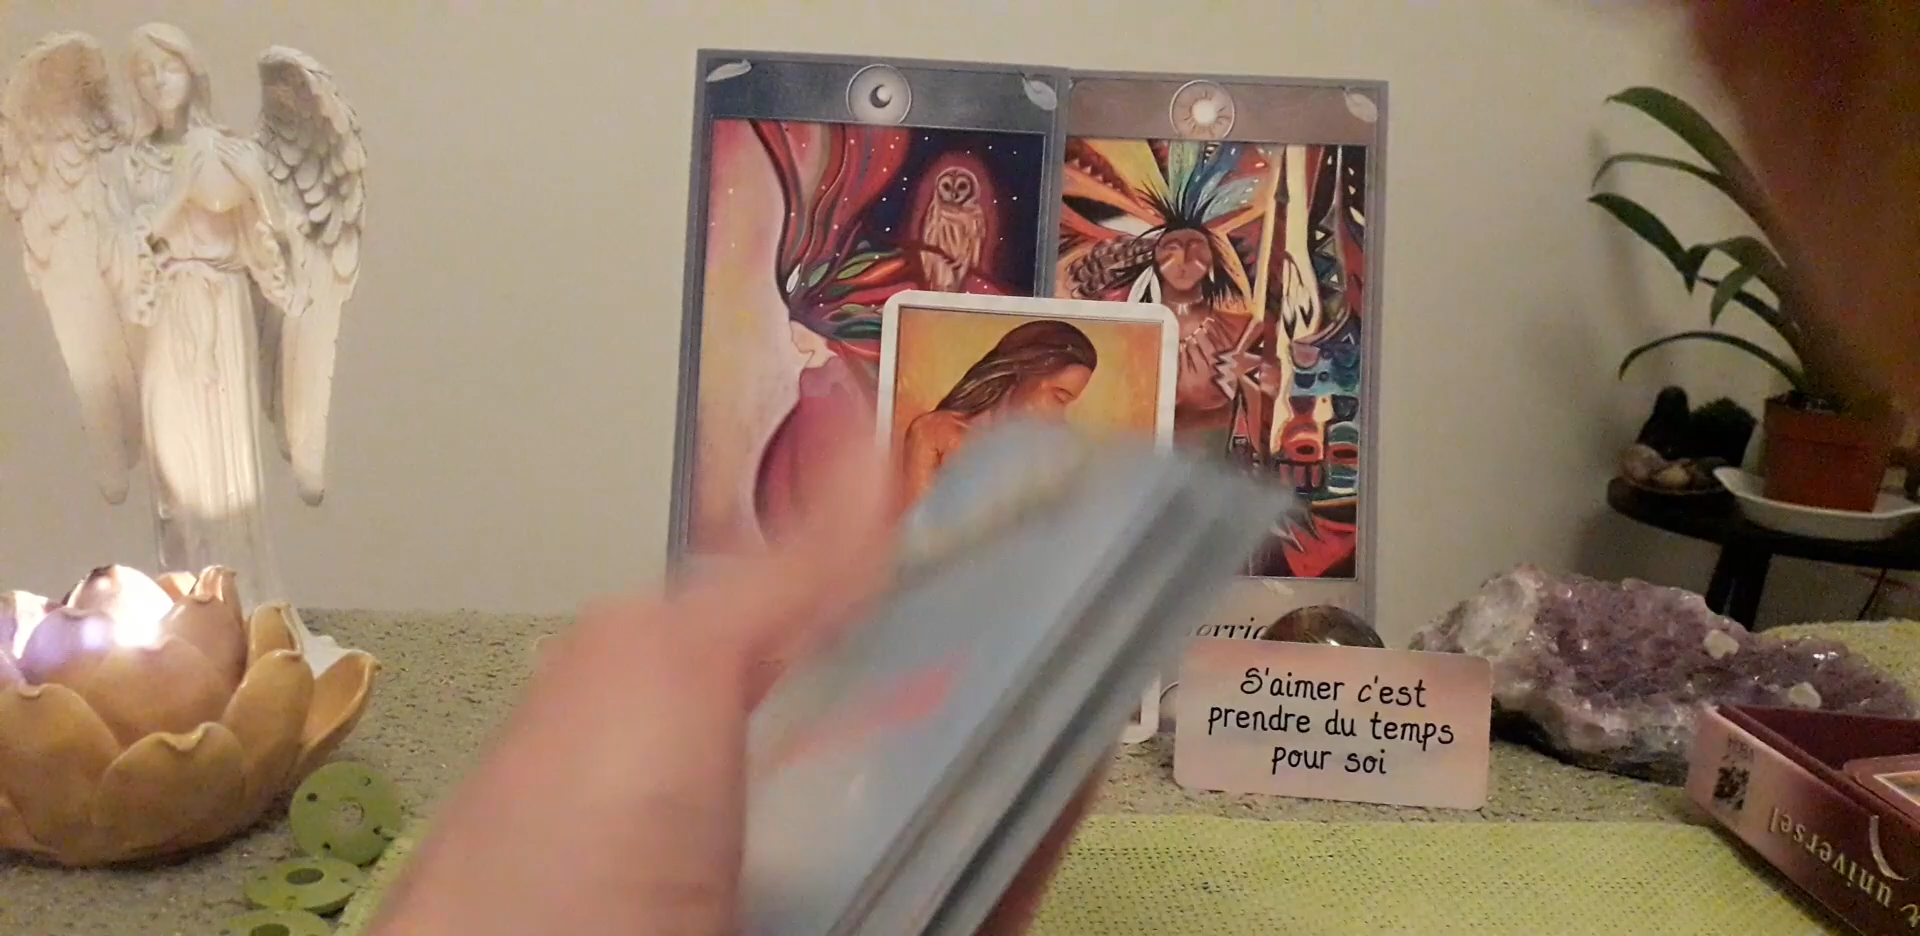 S'aimer c'est
prendre du temps
pour soi
universel